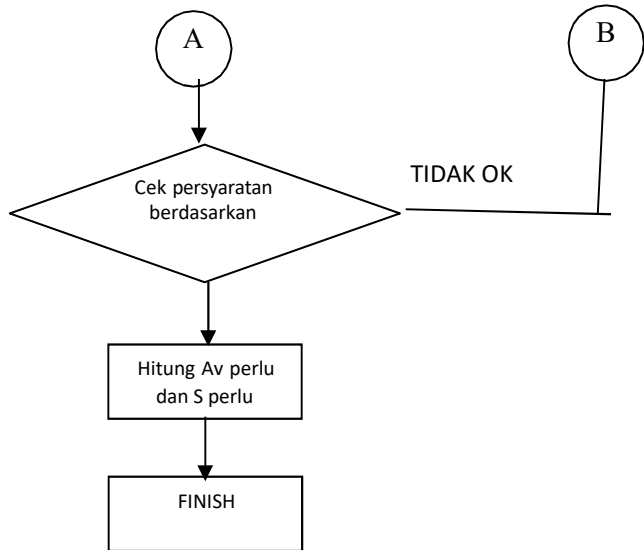 A
B
TIDAK OK
Cek persyaratan
berdasarkan
Hitung Av perlu
dan S perlu
FINISH